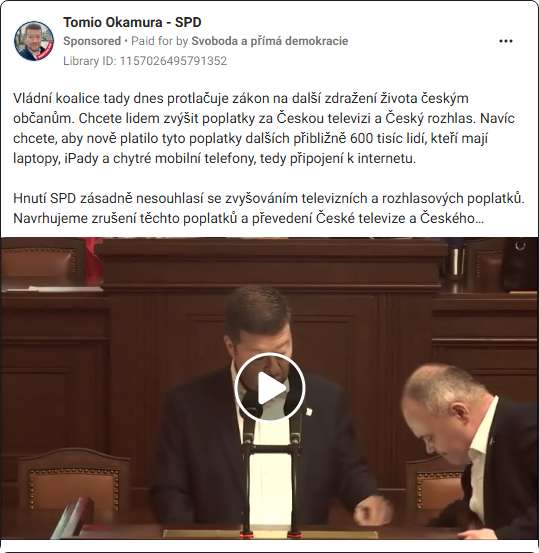 Tomio Okamura - SPD
Sponsored • Paid for by Svoboda a přímá demokracie
Library ID: 1157026495791352
Vládní koalice tady dnes protlačuje zákon na další zdražení života českým
občanům. Chcete lidem zvýšit poplatky za Českou televizi a Český rozhlas. Navíc
chcete, aby nově platilo tyto poplatky dalších přibližně 600 tisíc lidí, kteří mají
laptopy, iPady a chytré mobilní telefony, tedy připojení k internetu.
Hnutí SPD zásadně nesouhlasí se zvyšováním televizních a rozhlasových poplatků.
Navrhujeme zrušení těchto poplatků a převedení České televize a Českého...